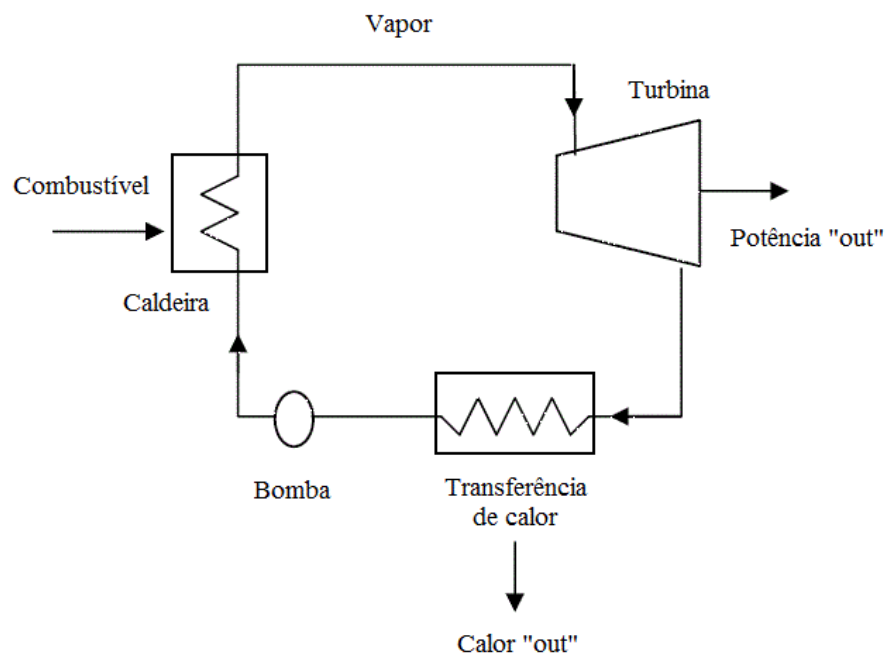 Vapor
Turbina
Combustível
Potência "out"
Caldeira
Bomba
Transferência
de calor
Calor "out"